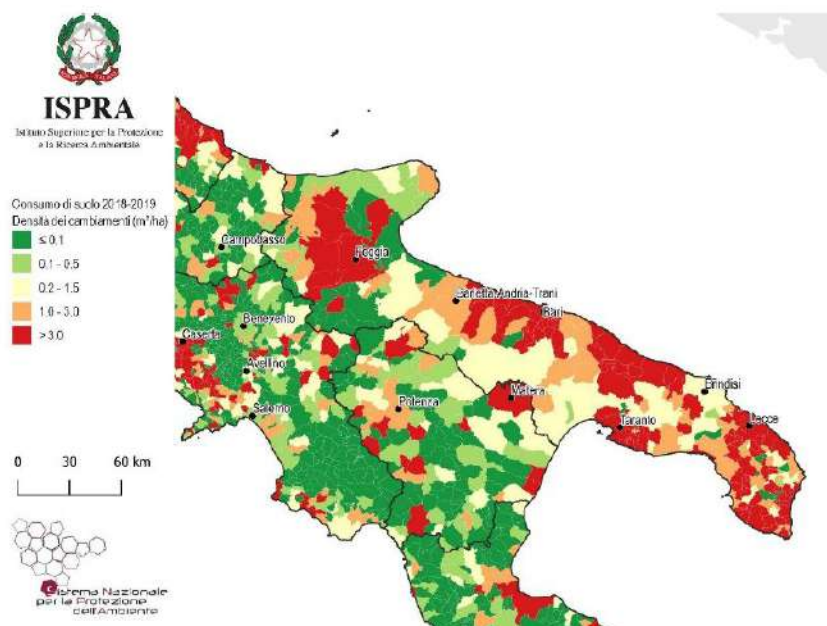 ISPRA
Istituto Superiore per la Protezione
e la Ricerca Ambientale
Consumo di suolo 2018-2019
Densità dei cambiamenti (m²/ha)
≤ 0,1
0,1 - 0,5
0,2 - 1,5
1,6 - 3,0
>3,0
Campobasso
Foggia
Barletta-Andria-Trani
Bari
Benevento
Caserta
Avellino
Salerno
Potenza
Matera
Brindisi
Taranto
Lecce
0 30 60 km
Sistema Nazionale
per la Protezione
dell'Ambiente